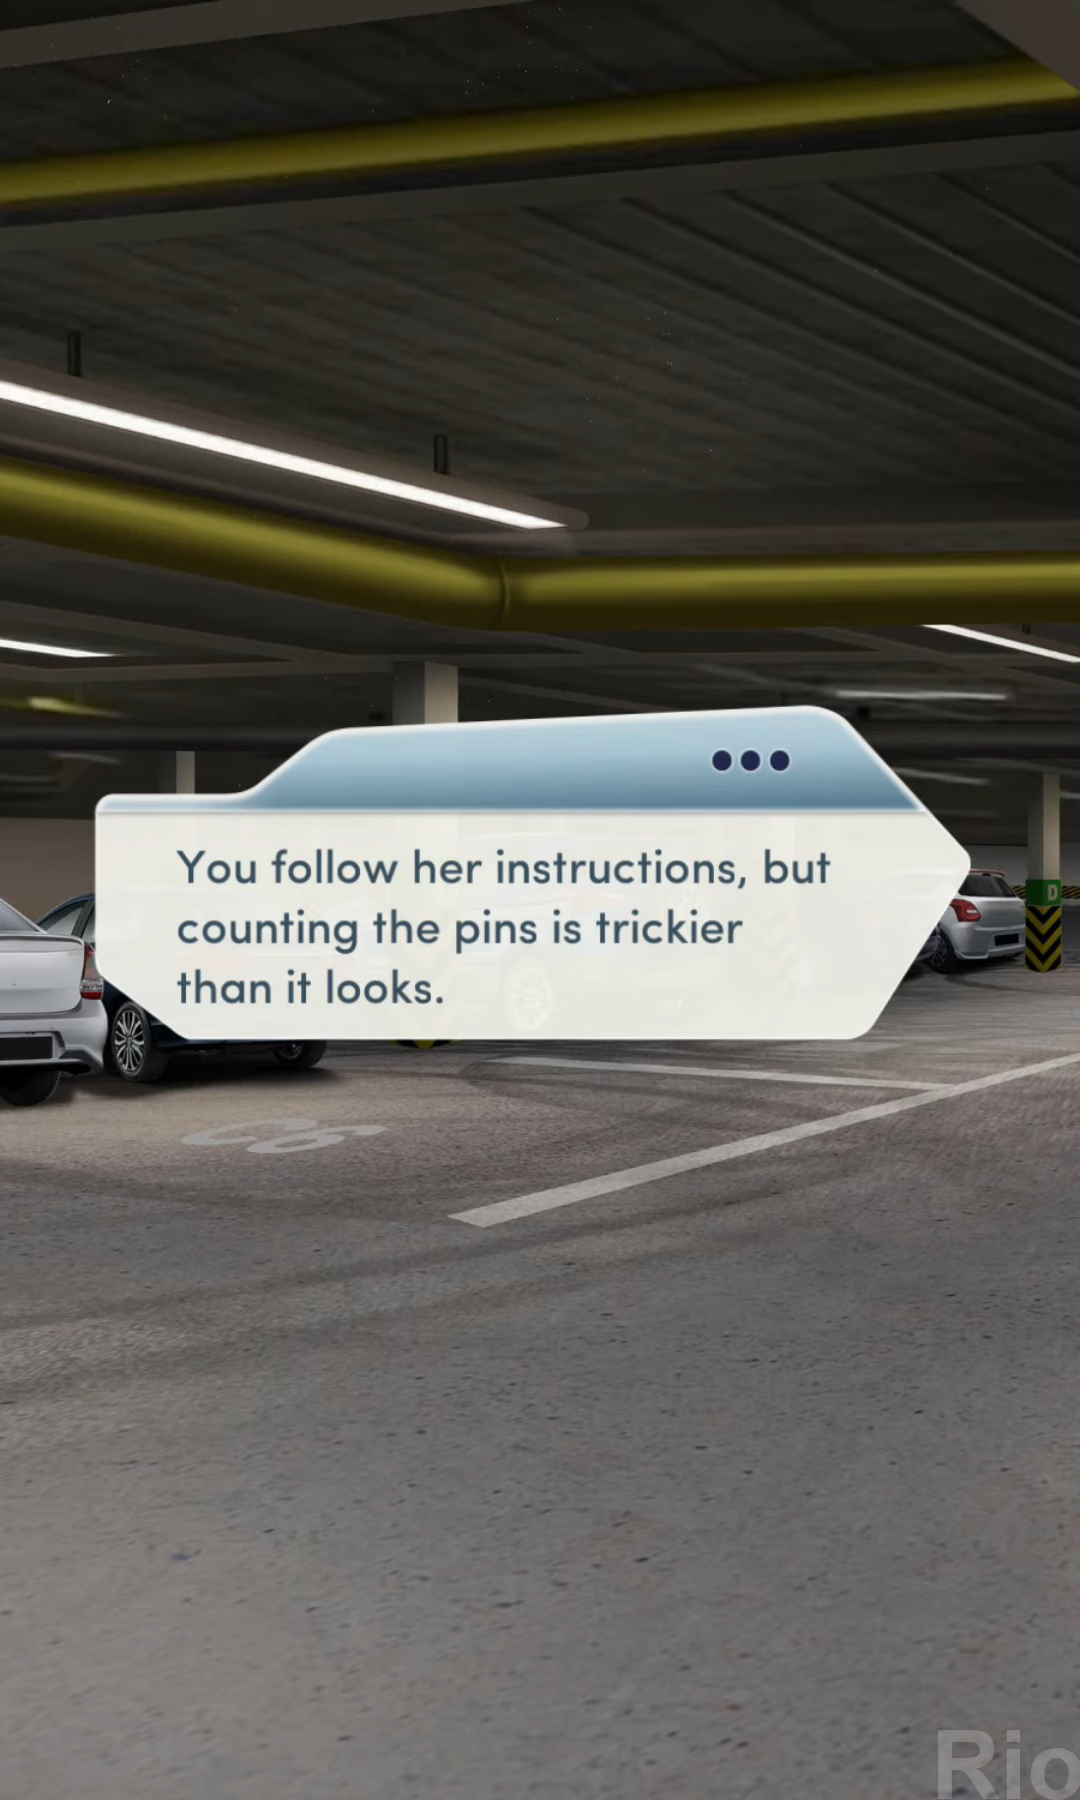 You follow her instructions, but
counting the pins is trickier
than it looks.
D
C6
Rio